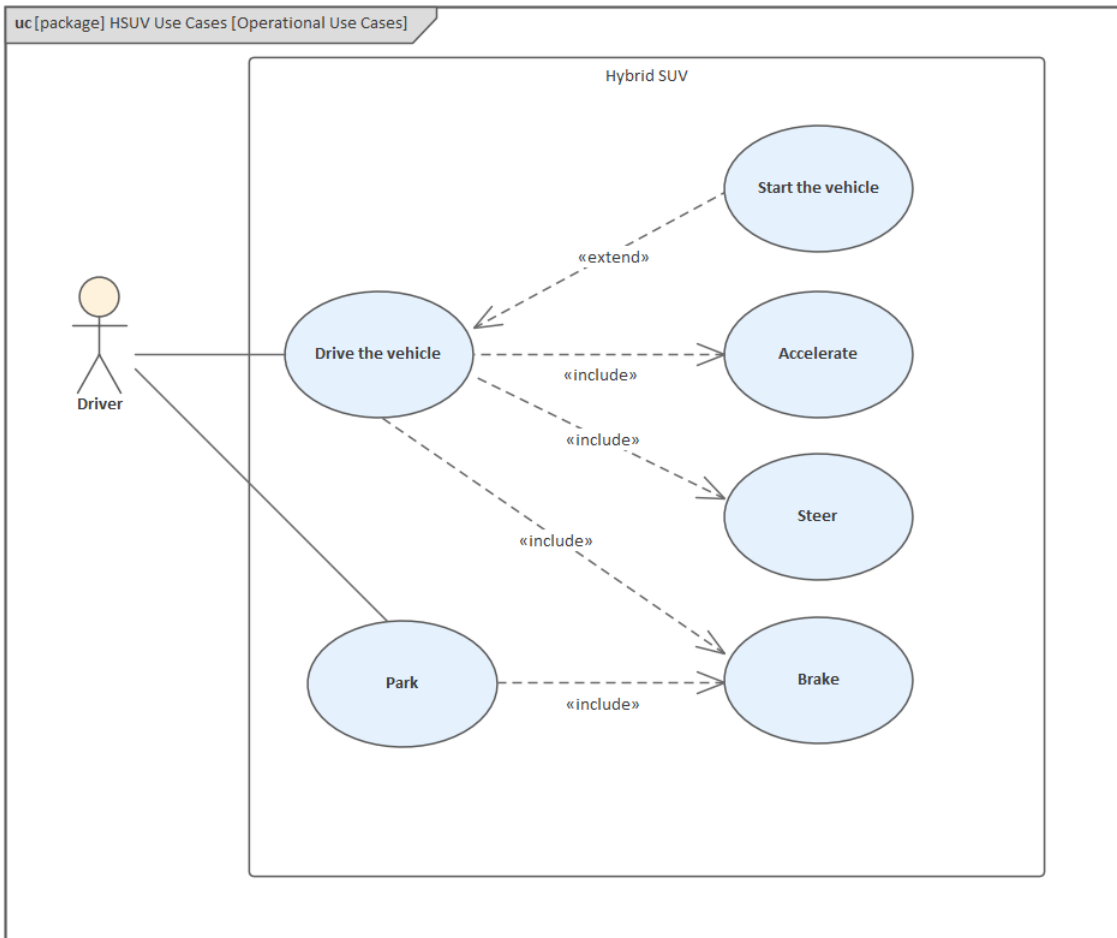 uc [package] HSUV Use Cases [Operational Use Cases]
Hybrid SUV
Start the vehicle
«extend»
Drive the vehicle
Accelerate
«include»
Driver
«include»
Steer
«include»
Park
Brake
«include»